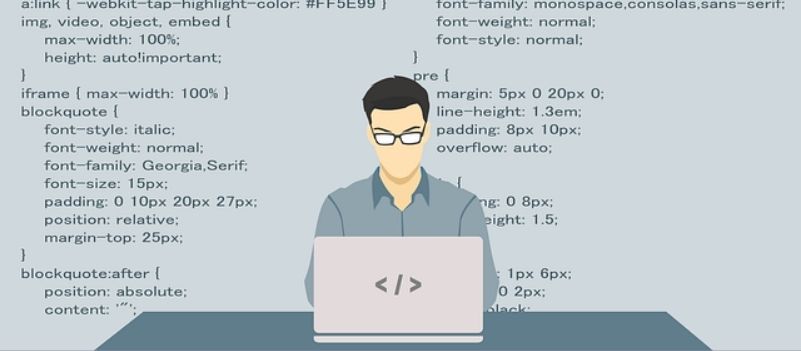 a:link { -webkit-tap-highlight-color: #FF5E99 }
img, video, object, embed {
max-width: 100%;
height: auto!important;
}
iframe { max-width: 100% }
blockquote {
font-style: italic;
font-weight: normal;
font-family: Georgia,Serif;
font-size: 15px;
padding: 0 10px 20px 27px;
position: relative;
margin-top: 25px;
}
blockquote:after {
position: absolute;
content: '"';
font-family: monospace,consolas,sans-serif;
font-weight: normal;
font-style: normal;
}
pre {
margin: 5px 0 20px 0;
line-height: 1.3em;
padding: 8px 10px;
overflow: auto;
{
0 8px;
1.5;
: 1px 6px;
0 2px;
</>